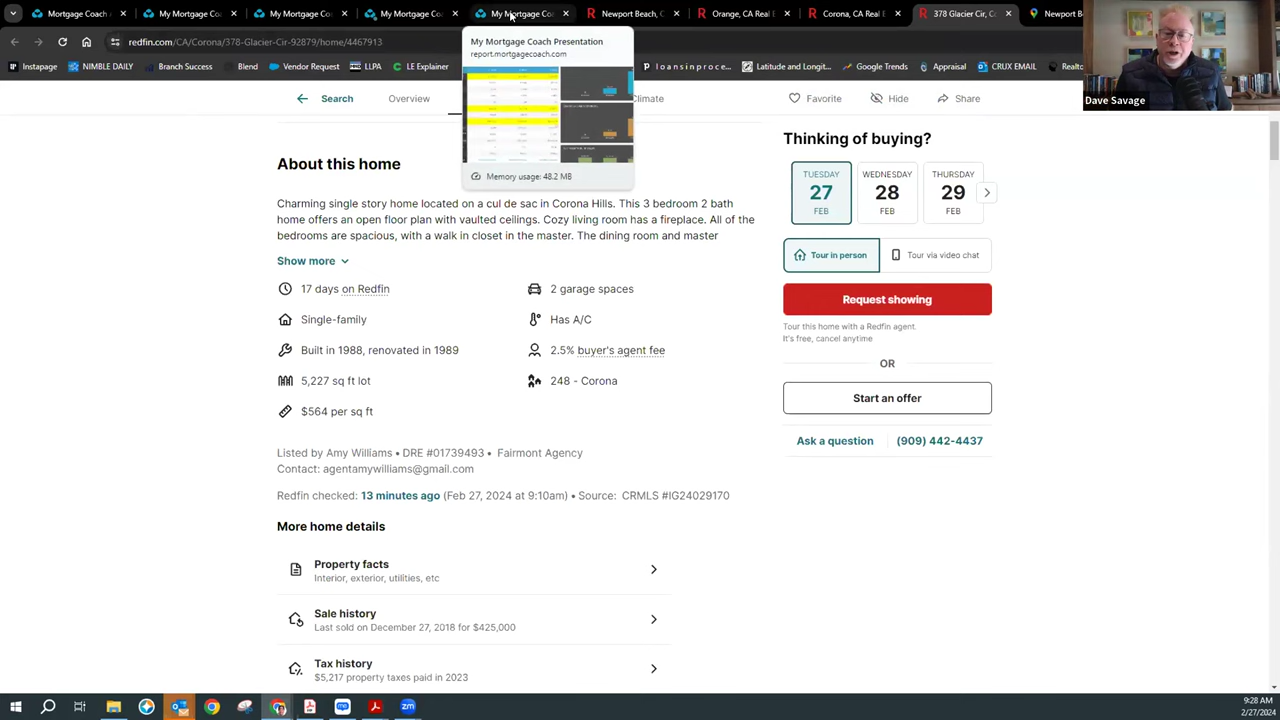 Mortgage Coach A
My Mortgage Coa
My Mortgage Coa
My Mortgage Coa
My Mortgage Coa
Newport Beach, C
Orange, CA Real E
Corona, CA Real E
378 Glacier Cir, C
Newport B
redfin.com/CA/Corona/378-Glacier-Cir-92879/home/4467913
My Mortgage Coach Presentation
report.mortgagecoach.com
Memory usage: 48.2 MB
Instapage
Branch Succes
LLPA
LE Epiler
loansinproce
Latitude and Longit...
Google Trends
CRUX EMAIL
Remote
Dave Savage
Search
Overview
Climate
Favorite
Hide
Share
About this home
Charming single story home located on a cul de sac in Corona Hills. This 3 bedroom 2 bath
home offers an open floor plan with vaulted ceilings. Cozy living room has a fireplace. All of the
bedrooms are spacious, with a walk in closet in the master. The dining room and master
Show more
17 days on Redfin
2 garage spaces
Single-family
Has A/C
Built in 1988, renovated in 1989
2.5% buyer's agent fee
5,227 sq ft lot
248 - Corona
$564 per sq ft
Listed by Amy Williams • DRE #01739493 • Fairmont Agency
Contact: agentamywilliams@gmail.com
Redfin checked: 13 minutes ago (Feb 27, 2024 at 9:10am) • Source: CRMLS #IG24029170
More home details
Property facts
Interior, exterior, utilities, etc
Sale history
Last sold on December 27, 2018 for $425,000
Tax history
$5,217 property taxes paid in 2023
Thinking of buying?
TUESDAY
27
FEB
WEDNESDAY
28
FEB
THURSDAY
29
FEB
Tour in person
Tour via video chat
Request showing
Tour this home with a Redfin agent.
It's free, cancel anytime
OR
Start an offer
Ask a question
(909) 442-4437
9:28 AM
2/27/2024